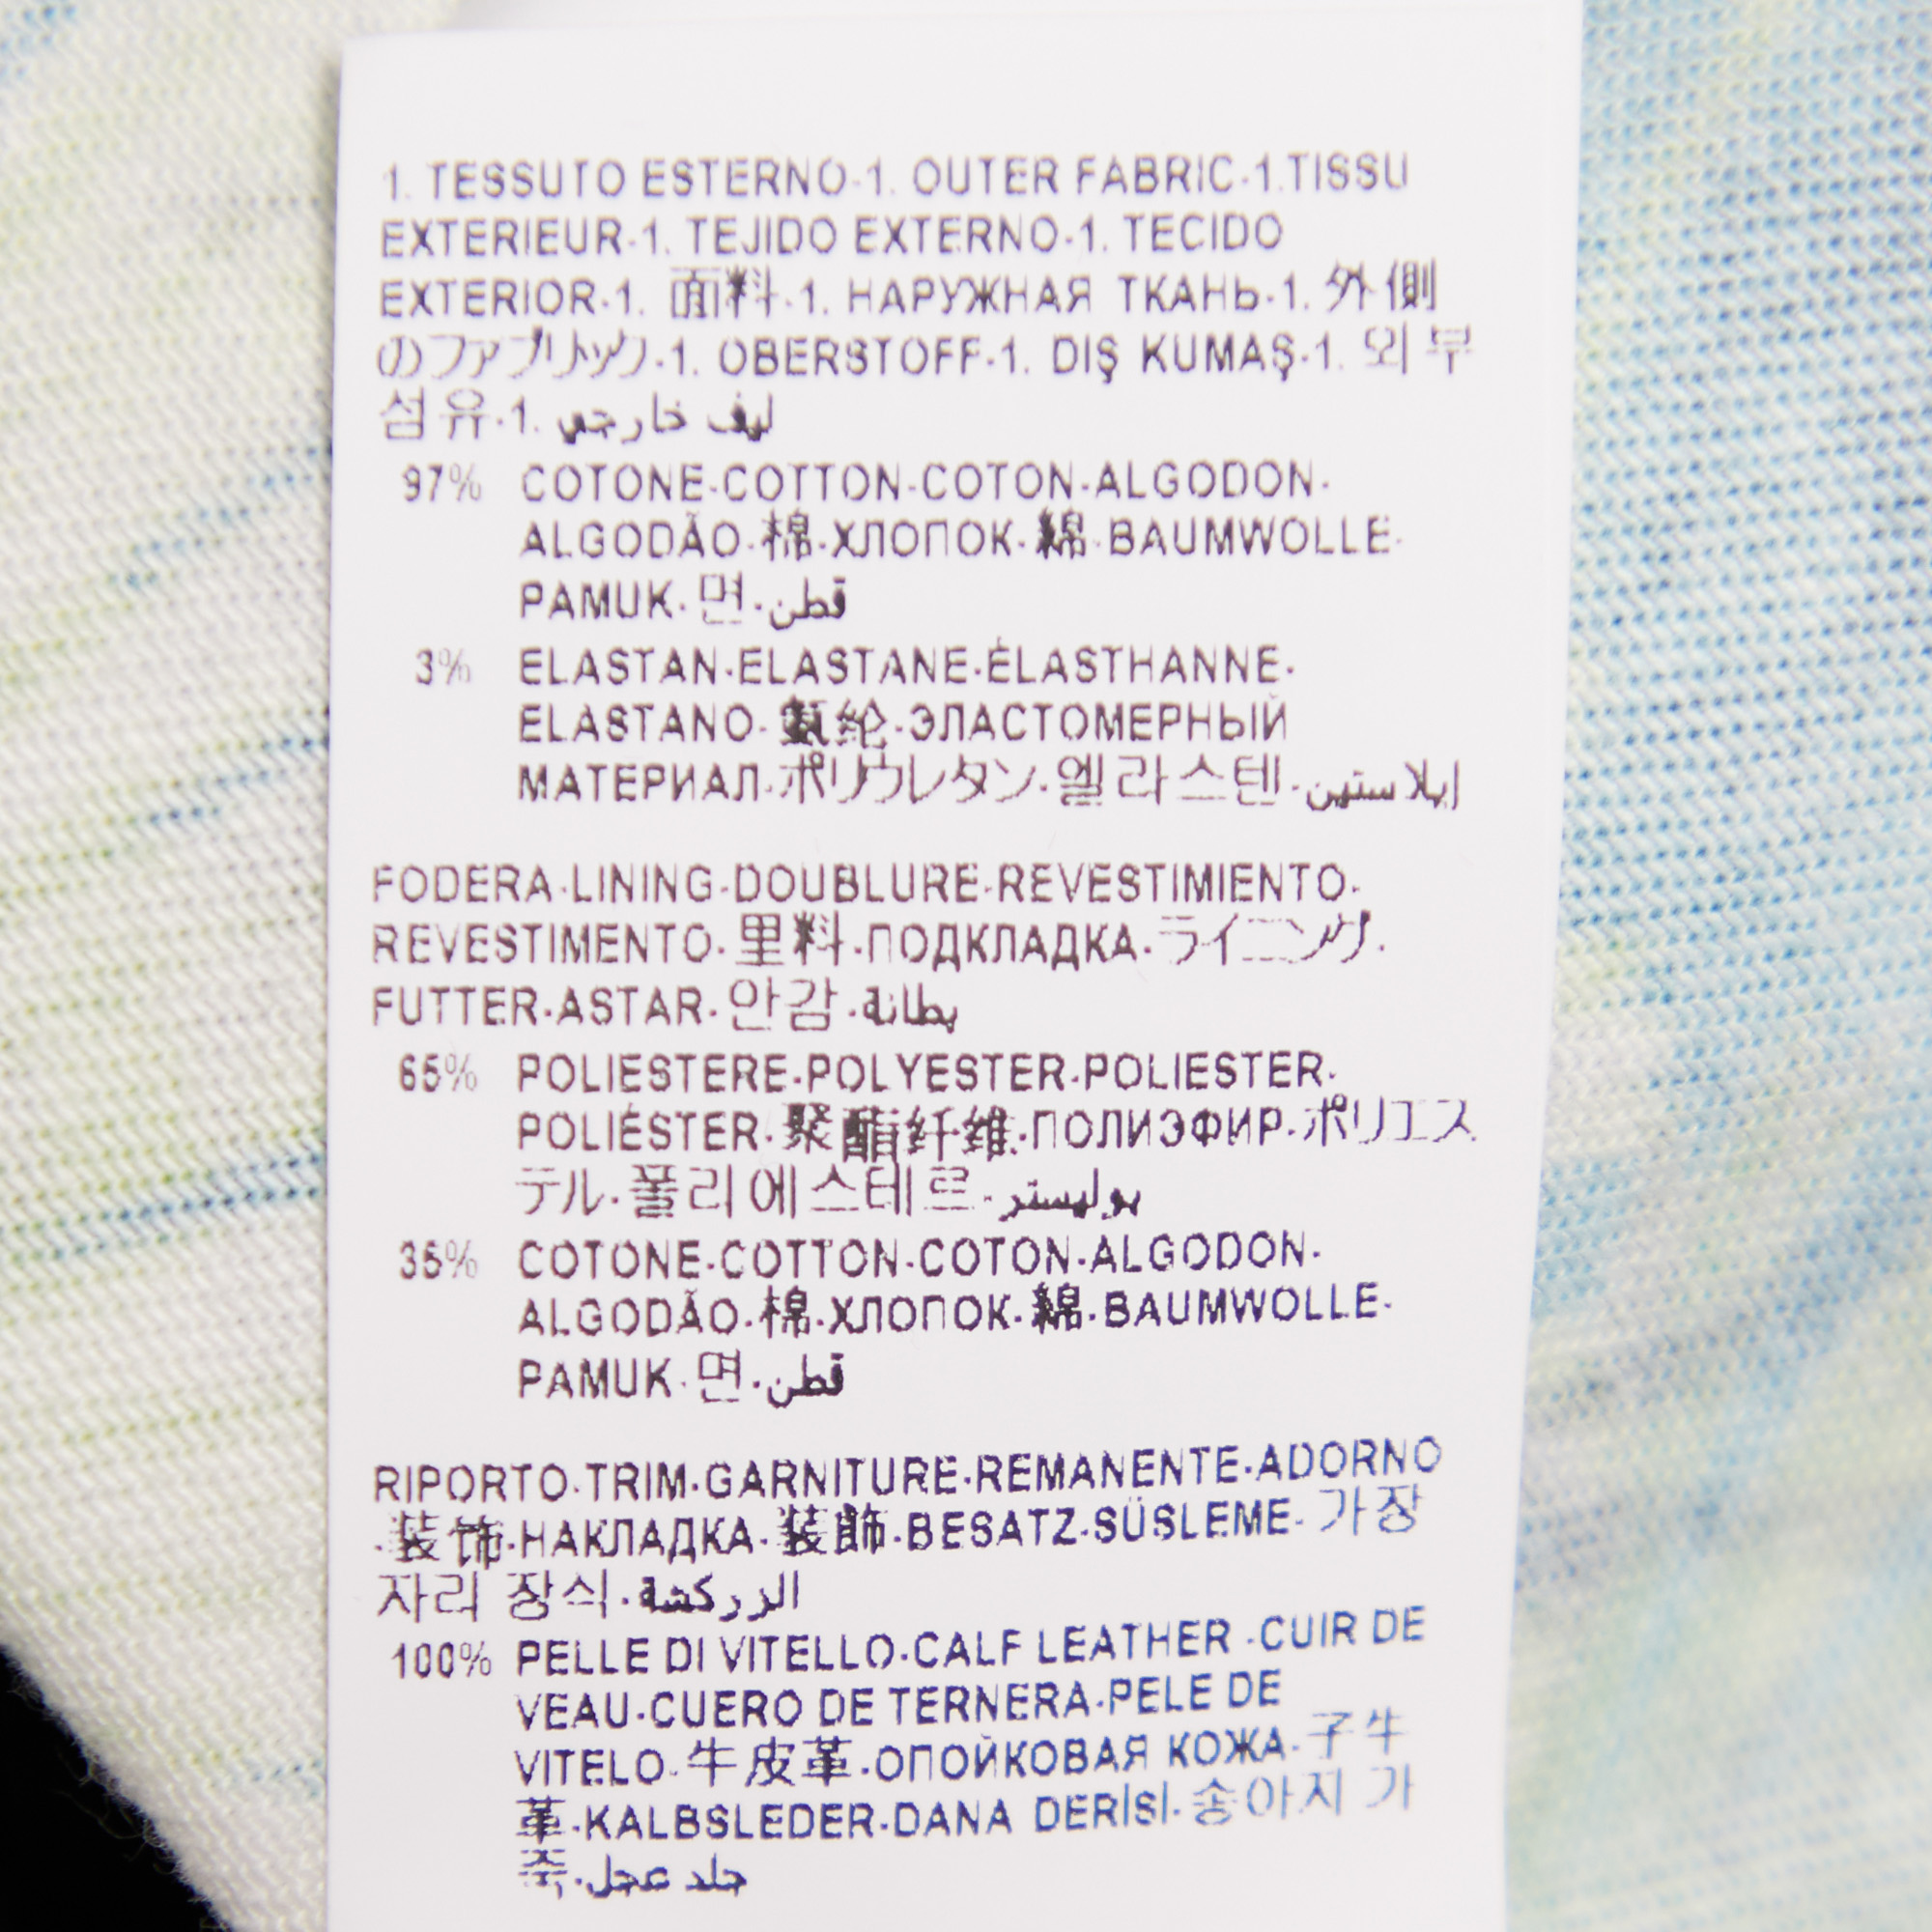 1. TESSUTO ESTERNO·1. OUTER FABRIC·1.TISSU
EXTERIEUR·1. TEJIDO EXTERNO·1. TECIDO
EXTERIOR·1. 面料·1. НАРУЖНАЯ ТКАНЬ·1. 外側
のファブリック·1. OBERSTOFF·1. DIŞ KUMAŞ·1. 외부
섬유·1. ليف خارجي
97% COTONE·COTTON·COTON·ALGODON·
ALGODÃO·棉·ХЛОПОК·綿·BAUMWOLLE·
PAMUK·면·قطن
3% ELASTAN·ELASTANE·ÉLASTHANNE·
ELASTANO·氨纶·ЭЛАСТОМЕРНЫЙ
МАТЕРИАЛ·ポリウレタン·엘라스텐·إيلاستين
FODERA·LINING·DOUBLURE·REVESTIMIENTO·
REVESTIMENTO·里料·ПОДКЛАДКА·ライニング·
FUTTER·ASTAR·안감·بطانة
65% POLIESTERE·POLYESTER·POLIESTER·
POLIÉSTER·聚酯纤维·ПОЛИЭФИР·ポリエス
テル·폴리에스테르·بوليستر
35% COTONE·COTTON·COTON·ALGODON·
ALGODÃO·棉·ХЛОПОК·綿·BAUMWOLLE·
PAMUK·면·قطن
RIPORTO·TRIM·GARNITURE·REMANENTE·ADORNO
·装饰·НАКЛАДКА·装飾·BESATZ·SÜSLEME·가장
자리 장식·الزركشة
100% PELLE DI VITELLO·CALF LEATHER ·CUIR DE
VEAU·CUERO DE TERNERA·PELE DE
VITELO·牛皮革·ОПОЙКОВАЯ КОЖА·子牛
革·KALBSLEDER·DANA DERİSİ·송아지 가
죽·جلد عجل